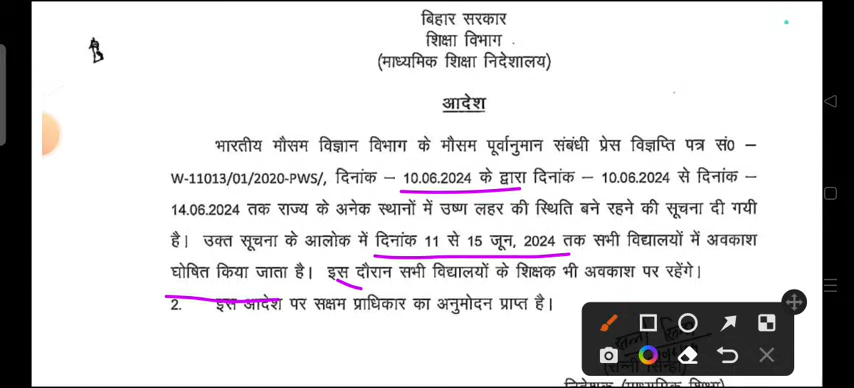 बिहार सरकार
शिक्षा विभाग
(माध्यमिक शिक्षा निदेशालय)
आदेश
भारतीय मौसम विज्ञान विभाग के मौसम पूर्वानुमान संबंधी प्रेस विज्ञप्ति पत्र सं0 –
W-11013/01/2020-PWS/, दिनांक – 10.06.2024 के द्वारा दिनांक – 10.06.2024 से दिनांक –
14.06.2024 तक राज्य के अनेक स्थानों में उष्ण लहर की स्थिति बने रहने की सूचना दी गयी
है। उक्त सूचना के आलोक में दिनांक 11 से 15 जून, 2024 तक सभी विद्यालयों में अवकाश
घोषित किया जाता है। इस दौरान सभी विद्यालयों के शिक्षक भी अवकाश पर रहेंगे।
2. इस आदेश पर सक्षम प्राधिकार का अनुमोदन प्राप्त है।
निदेशक (माध्यमिक शिक्षा)